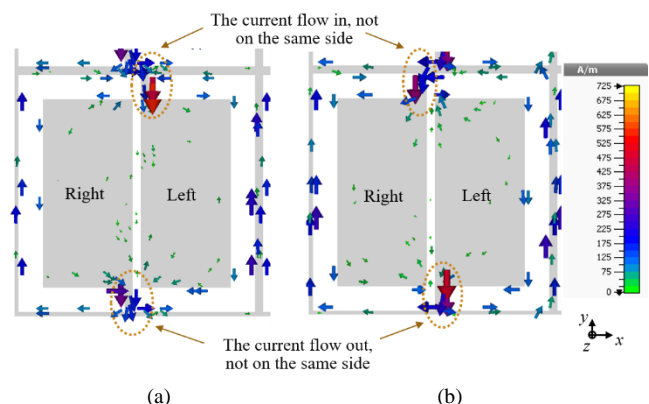 The current flow in, not
on the same side
A/m
725
675
625
575
525
475
425
375
325
275
225
175
125
75
0
Right
Left
Right
Left
The current flow out,
not on the same side
y
z
x
(a)
(b)